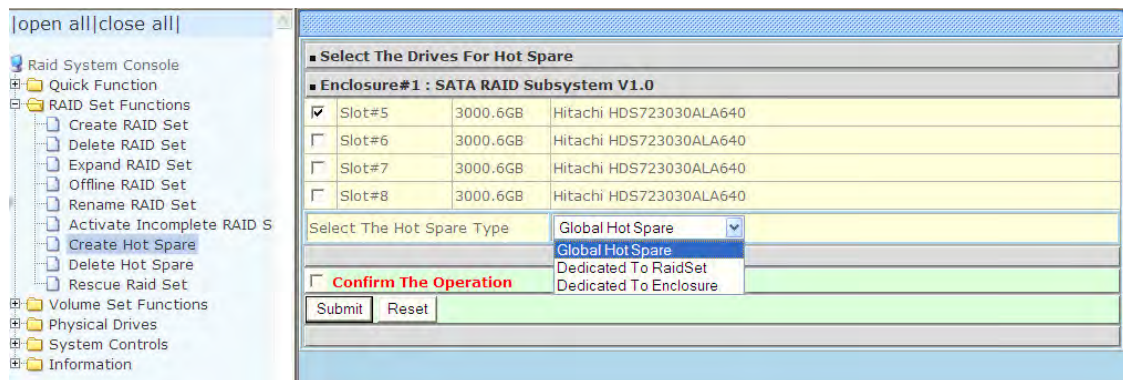 |open all|close all|
Raid System Console
Quick Function
RAID Set Functions
Create RAID Set
Delete RAID Set
Expand RAID Set
Offline RAID Set
Rename RAID Set
Activate Incomplete RAID S
Create Hot Spare
Delete Hot Spare
Rescue Raid Set
Volume Set Functions
Physical Drives
System Controls
Information
Select The Drives For Hot Spare
Enclosure#1 : SATA RAID Subsystem V1.0
Slot#5 3000.6GB Hitachi HDS723030ALA640
Slot#6 3000.6GB Hitachi HDS723030ALA640
Slot#7 3000.6GB Hitachi HDS723030ALA640
Slot#8 3000.6GB Hitachi HDS723030ALA640
Select The Hot Spare Type Global Hot Spare
Global Hot Spare
Dedicated To RaidSet
Dedicated To Enclosure
Confirm The Operation
Submit Reset